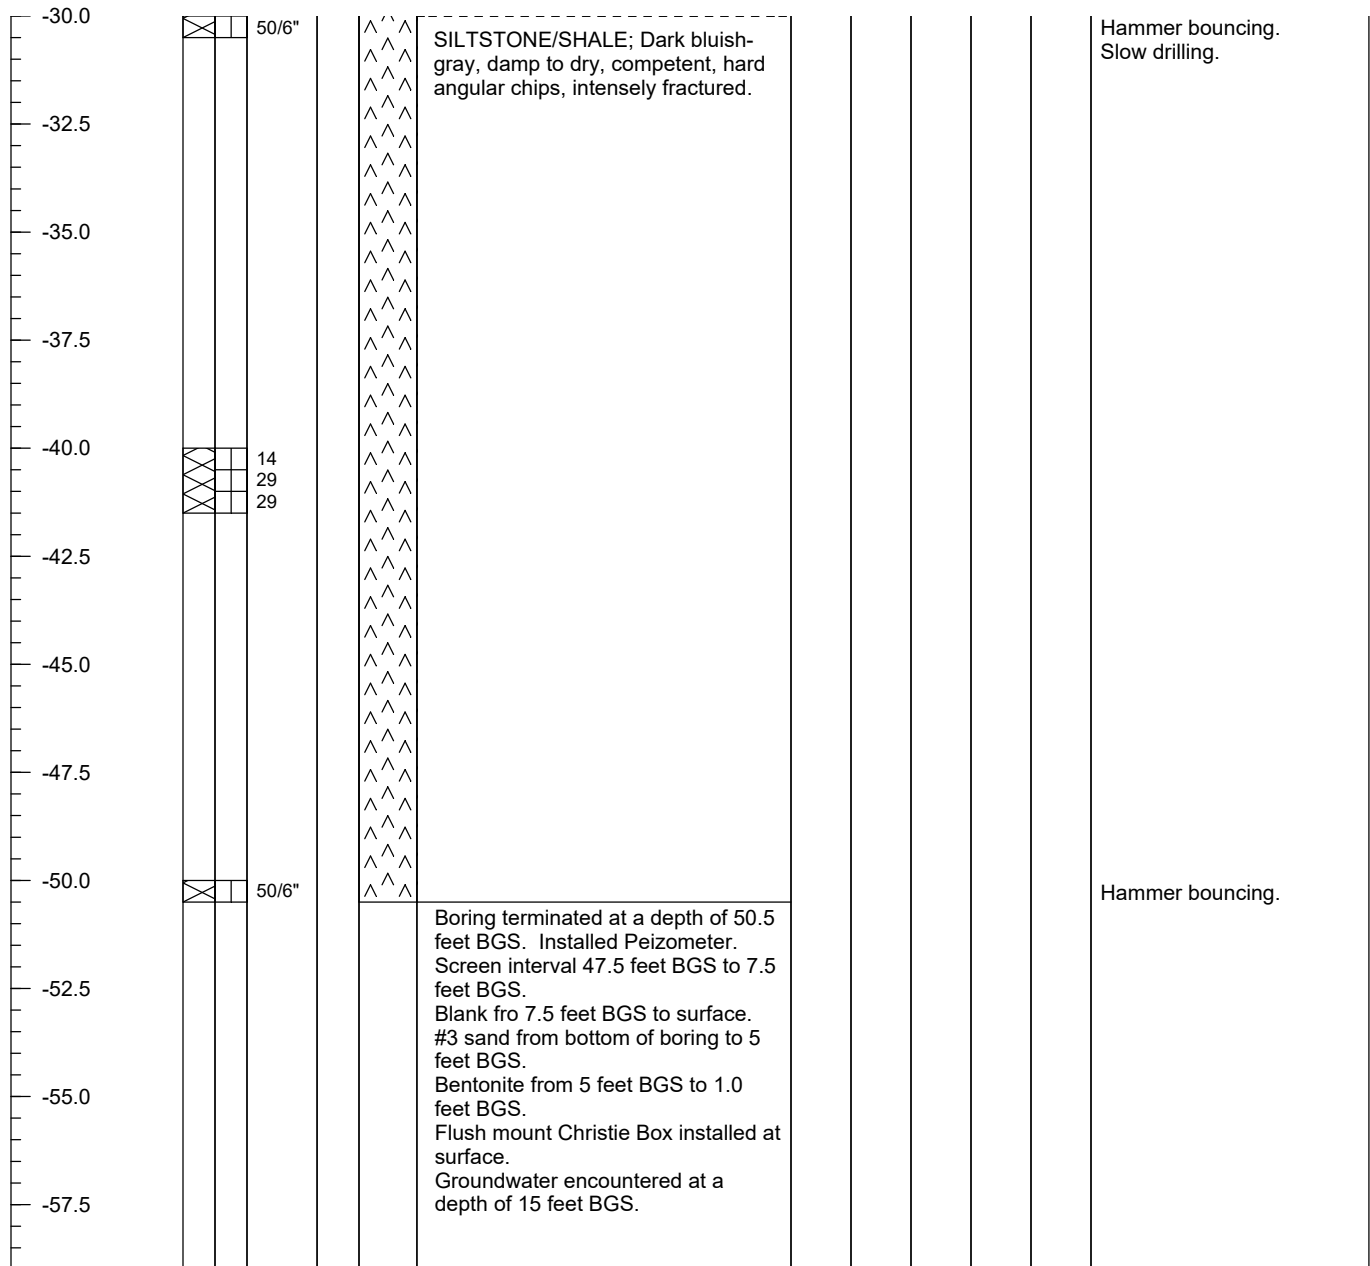 -30.0
50/6"
SILTSTONE/SHALE; Dark bluish-
gray, damp to dry, competent, hard
angular chips, intensely fractured.
Hammer bouncing.
Slow drilling.
-32.5
-35.0
-37.5
-40.0
14
29
29
-42.5
-45.0
-47.5
-50.0
50/6"
Hammer bouncing.
Boring terminated at a depth of 50.5
feet BGS.  Installed Peizometer.
Screen interval 47.5 feet BGS to 7.5
feet BGS.
Blank fro 7.5 feet BGS to surface.
#3 sand from bottom of boring to 5
feet BGS.
Bentonite from 5 feet BGS to 1.0
feet BGS.
Flush mount Christie Box installed at
surface.
Groundwater encountered at a
depth of 15 feet BGS.
-52.5
-55.0
-57.5